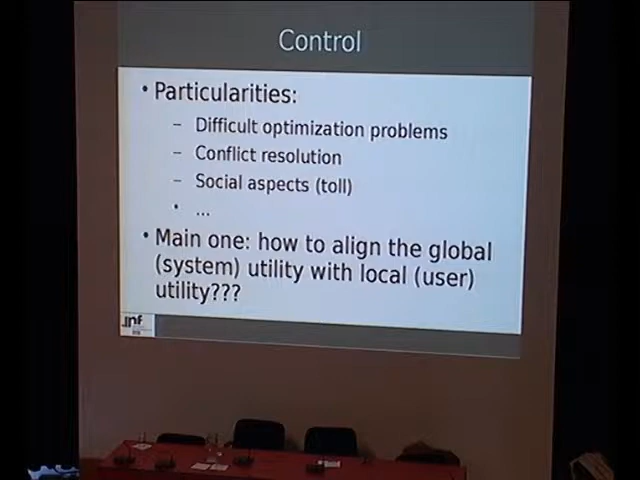 Control
• Particularities:
– Difficult optimization problems
– Conflict resolution
– Social aspects (toll)
• ...
• Main one: how to align the global
(system) utility with local (user)
utility???
inf